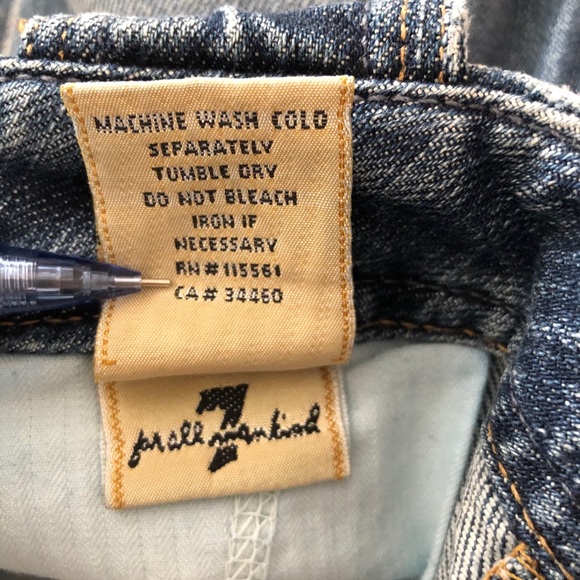 MACHINE WASH COLD
SEPARATELY
TUMBLE DRY
DO NOT BLEACH
IRON IF
NECESSARY
RN # 115561
CA # 34460
7
for all mankind